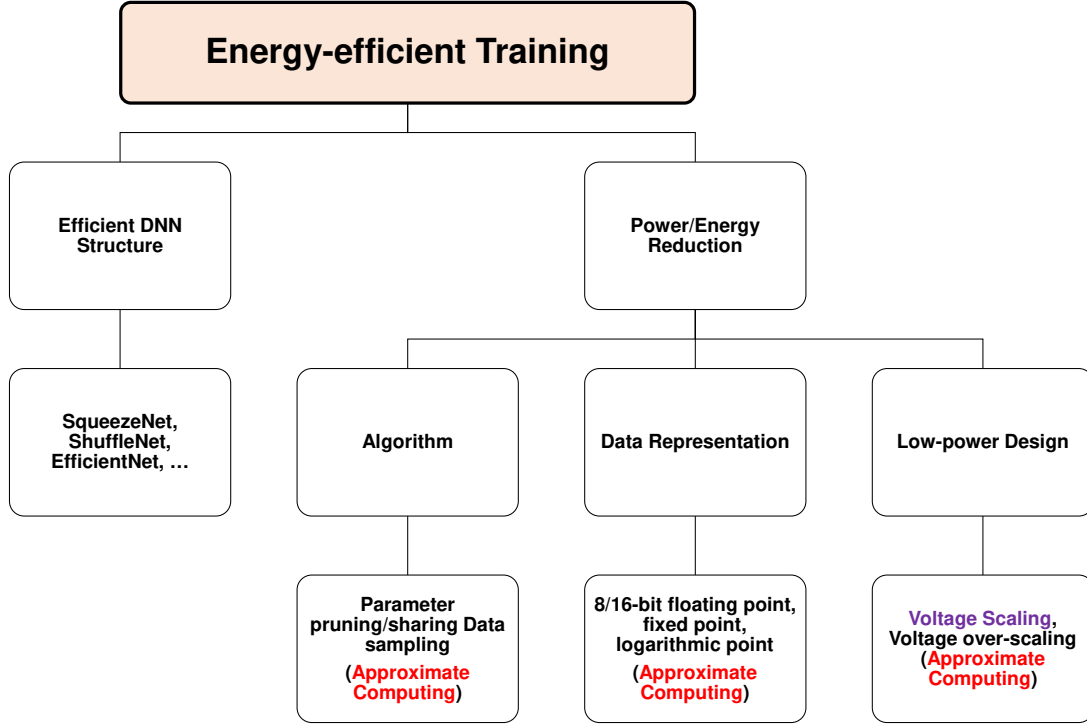 Energy-efficient Training
Efficient DNN
Structure
Power/Energy
Reduction
SqueezeNet,
ShuffleNet,
EfficientNet, …
Algorithm
Data Representation
Low-power Design
Parameter
pruning/sharing Data
sampling
(Approximate
Computing)
8/16-bit floating point,
fixed point,
logarithmic point
(Approximate
Computing)
Voltage Scaling,
Voltage over-scaling
(Approximate
Computing)